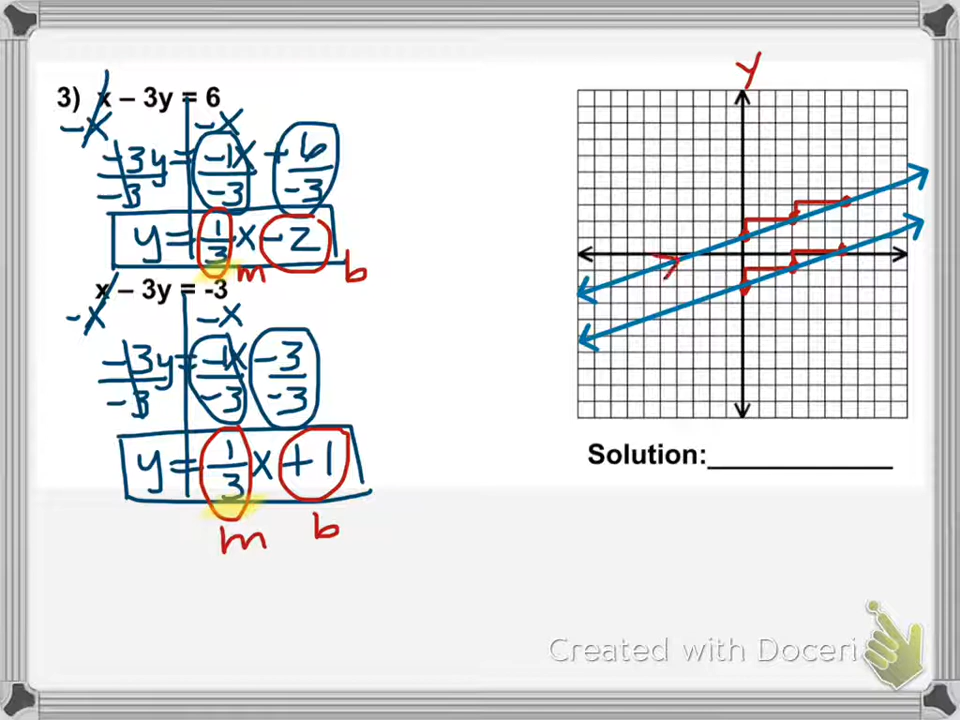 3) x – 3y = 6
-x -x
-3y = -1x + 6
-3 -3 -3
y = 1/3 x - 2
m b
x – 3y = -3
-x -x
-3y = -1x -3
-3 -3 -3
y = 1/3 x + 1
m b
y
Solution:____________
Created with Doceri